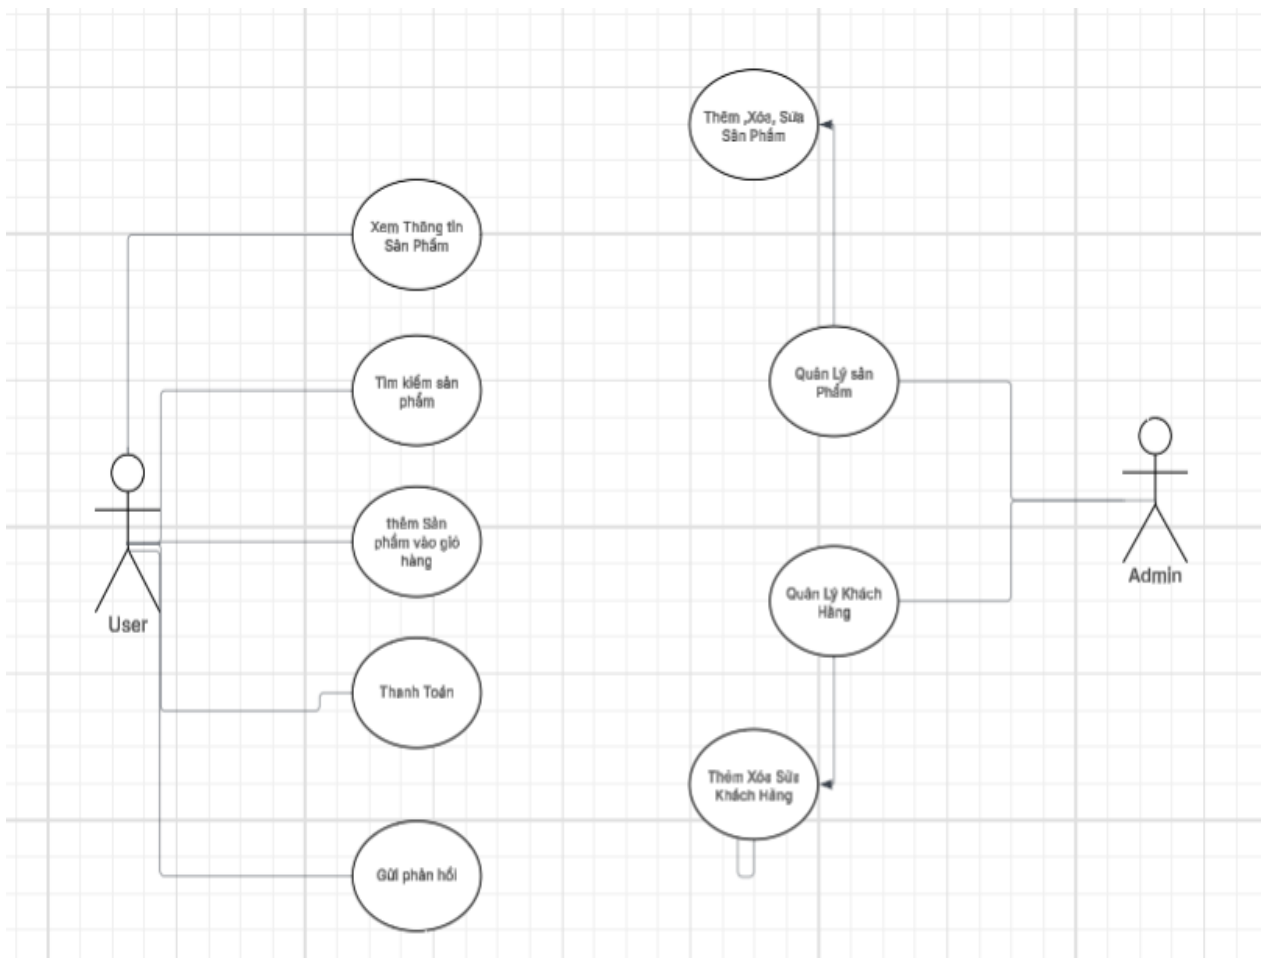 Thêm ,Xóa, Sửa
Sản Phẩm
Xem Thông tin
Sản Phẩm
Tìm kiếm sản
phẩm
thêm Sản
phẩm vào giỏ
hàng
Thanh Toán
Gửi phản hồi
User
Quản Lý sản
Phẩm
Quản Lý Khách
Hàng
Thêm Xóa Sửa
Khách Hàng
Admin